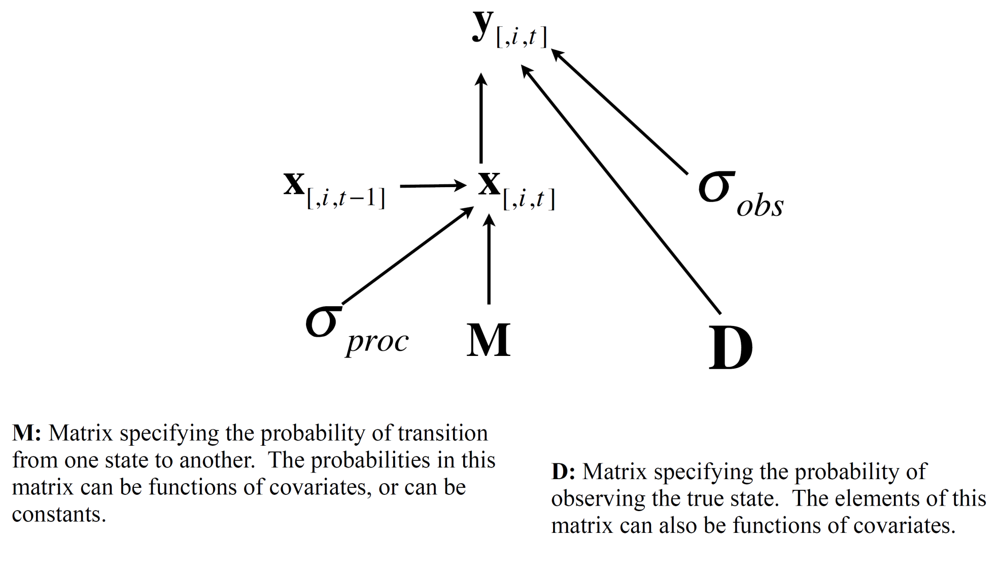 y[,i,t]
x[,i,t−1]
x[,i,t]
σobs
σproc
M
D
M: Matrix specifying the probability of transition
from one state to another. The probabilities in this
matrix can be functions of covariates, or can be
constants.
D: Matrix specifying the probability of
observing the true state. The elements of this
matrix can also be functions of covariates.